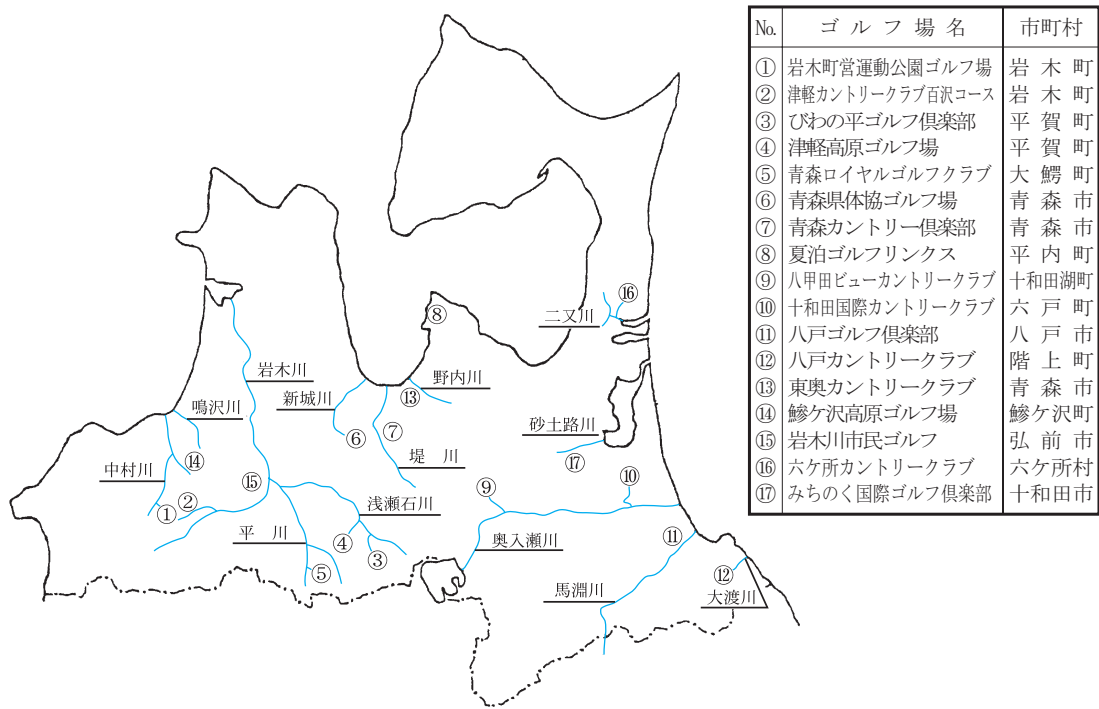 No. ゴルフ場名 市町村
① 岩木町営運動公園ゴルフ場 岩木町
② 津軽カントリークラブ百沢コース 岩木町
③ びわの平ゴルフ倶楽部 平賀町
④ 津軽高原ゴルフ場 平賀町
⑤ 青森ロイヤルゴルフクラブ 大鰐町
⑥ 青森県体協ゴルフ場 青森市
⑦ 青森カントリー倶楽部 青森市
⑧ 夏泊ゴルフリンクス 平内町
⑨ 八甲田ビューカントリークラブ 十和田湖町
⑩ 十和田国際カントリークラブ 六戸町
⑪ 八戸ゴルフ倶楽部 八戸市
⑫ 八戸カントリークラブ 階上町
⑬ 東奥カントリークラブ 青森市
⑭ 鰺ケ沢高原ゴルフ場 鰺ケ沢町
⑮ 岩木川市民ゴルフ 弘前市
⑯ 六ケ所カントリークラブ 六ケ所村
⑰ みちのく国際ゴルフ倶楽部 十和田市
⑯
二又川
⑧
岩木川
野内川
⑬
新城川
鳴沢川
⑥
⑦
砂土路川
⑰
堤川
⑭
中村川
⑮
⑨
⑩
②
①
浅瀬石川
平川
④
③
奥入瀬川
⑪
⑤
⑫
馬淵川
大渡川